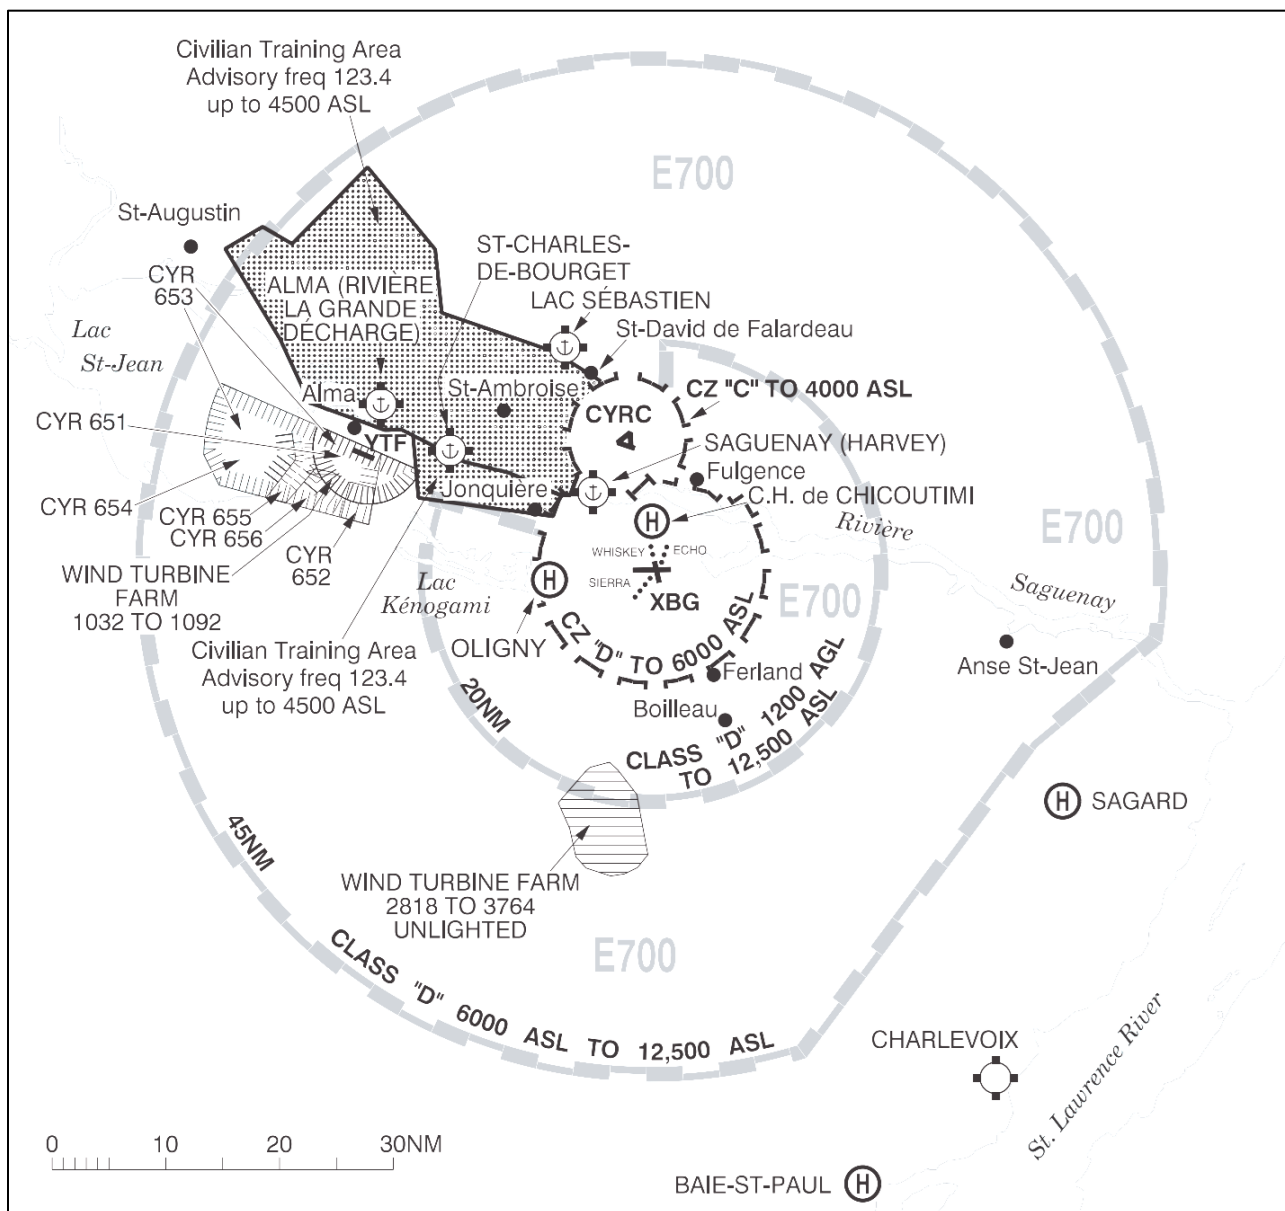 Civilian Training Area
Advisory freq 123.4
up to 4500 ASL
E700
St-Augustin
CYR
653
ALMA (RIVIÈRE
LA GRANDE
DÉCHARGE)
ST-CHARLES-
DE-BOURGET
LAC SÉBASTIEN
St-David de Falardeau
Lac
St-Jean
Alma
St-Ambroise
CYRC
CZ "C" TO 4000 ASL
CYR 651
YTF
SAGUENAY (HARVEY)
Fulgence
C.H. de CHICOUTIMI
Jonquière
CYR 654
CYR 655
CYR 656
CYR
652
H
Rivière
Saguenay
E700
WHISKEY
ECHO
SIERRA
XBG
H
E700
WIND TURBINE
FARM
1032 TO 1092
Lac
Kénogami
OLIGNY
CZ "D" TO 6000 ASL
Civilian Training Area
Advisory freq 123.4
up to 4500 ASL
Ferland
Boilleau
Anse St-Jean
20NM
CLASS "D" 1200 AGL
TO 12,500 ASL
H SAGARD
45NM
WIND TURBINE FARM
2818 TO 3764
UNLIGHTED
E700
CLASS "D" 6000 ASL TO 12,500 ASL
CHARLEVOIX
St. Lawrence River
0 10 20 30NM
BAIE-ST-PAUL H